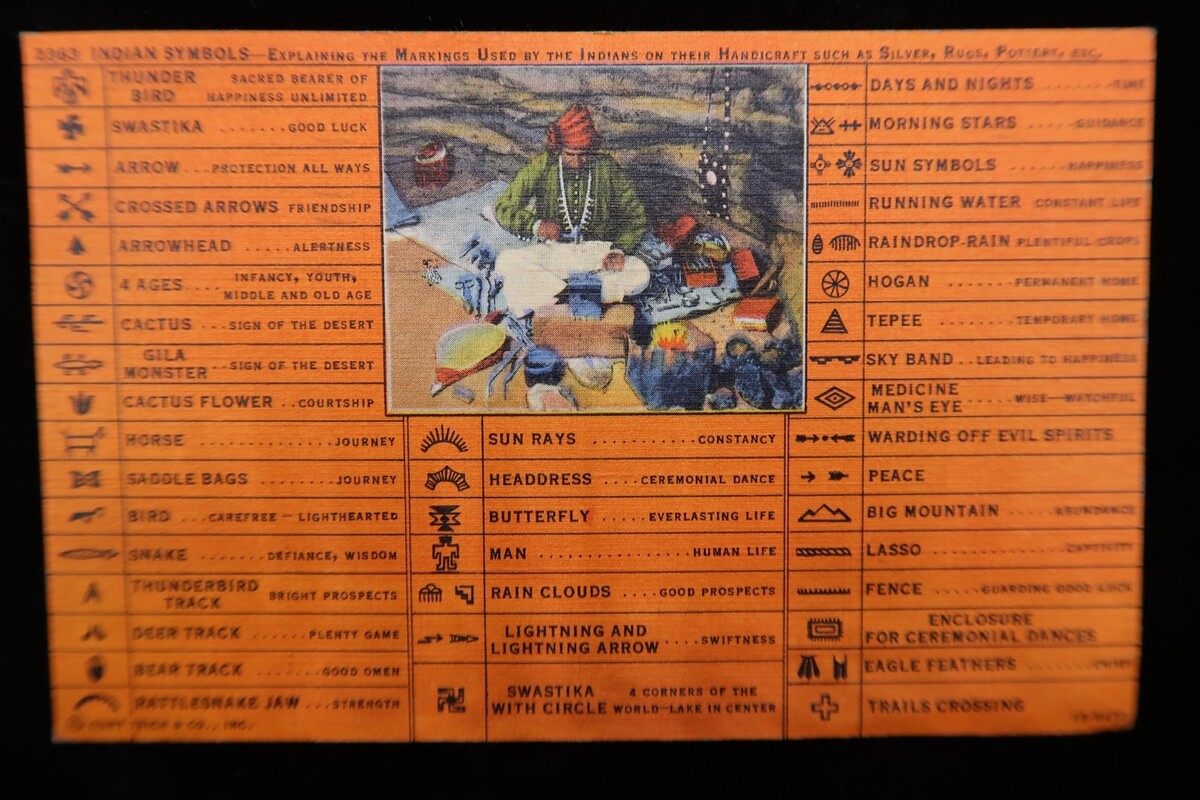 3363 INDIAN SYMBOLS—EXPLAINING THE MARKINGS USED BY THE INDIANS ON THEIR HANDICRAFT SUCH AS SILVER, RUGS, POTTERY, ETC.
THUNDER BIRD SACRED BEARER OF HAPPINESS UNLIMITED
SWASTIKA .......GOOD LUCK
ARROW...PROTECTION ALL WAYS
CROSSED ARROWS FRIENDSHIP
ARROWHEAD .....ALERTNESS
4 AGES.... INFANCY, YOUTH, MIDDLE AND OLD AGE
CACTUS ...SIGN OF THE DESERT
GILA MONSTER ..SIGN OF THE DESERT
CACTUS FLOWER ..COURTSHIP
HORSE ...............JOURNEY
SADDLE BAGS ........JOURNEY
BIRD ...CAREFREE—LIGHTHEARTED
SNAKE .......DEFIANCE, WISDOM
THUNDERBIRD TRACK BRIGHT PROSPECTS
DEER TRACK ......PLENTY GAME
BEAR TRACK ........GOOD OMEN
RATTLESNAKE JAW ...STRENGTH
© CURT TEICH & CO., INC.
SUN RAYS ...........CONSTANCY
HEADDRESS ....CEREMONIAL DANCE
BUTTERFLY .....EVERLASTING LIFE
MAN .................HUMAN LIFE
RAIN CLOUDS ....GOOD PROSPECTS
LIGHTNING AND LIGHTNING ARROW ....SWIFTNESS
SWASTIKA WITH CIRCLE 4 CORNERS OF THE WORLD—LAKE IN CENTER
DAYS AND NIGHTS .......TIME
MORNING STARS .....GUIDANCE
SUN SYMBOLS .......HAPPINESS
RUNNING WATER CONSTANT LIFE
RAINDROP-RAIN PLENTIFUL CROPS
HOGAN .......PERMANENT HOME
TEPEE ........TEMPORARY HOME
SKY BAND ..LEADING TO HAPPINESS
MEDICINE MAN'S EYE .....WISE—WATCHFUL
WARDING OFF EVIL SPIRITS
PEACE
BIG MOUNTAIN .....ABUNDANCE
LASSO ............CAPTIVITY
FENCE .....GUARDING GOOD LUCK
ENCLOSURE FOR CEREMONIAL DANCES
EAGLE FEATHERS ........CHIEF
TRAILS CROSSING